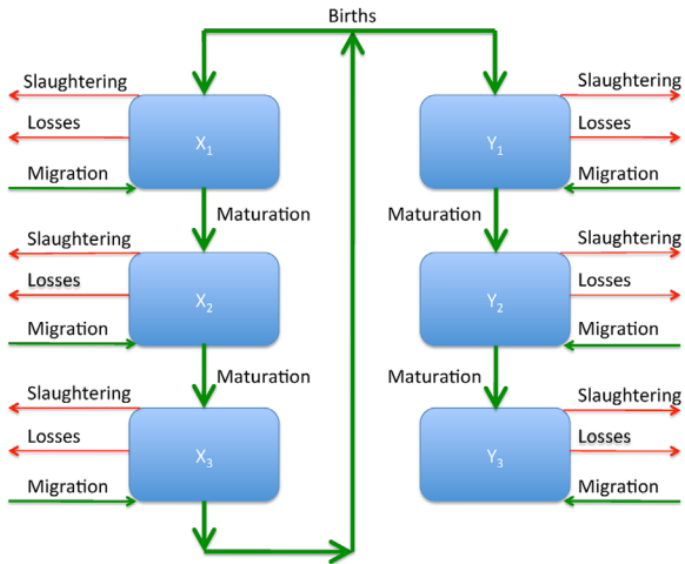 Births
Slaughtering
Slaughtering
Losses
Losses
X₁
Y₁
Migration
Migration
Maturation
Maturation
Slaughtering
Slaughtering
Losses
Losses
X₂
Y₂
Migration
Migration
Maturation
Maturation
Slaughtering
Slaughtering
Losses
Losses
X₃
Y₃
Migration
Migration